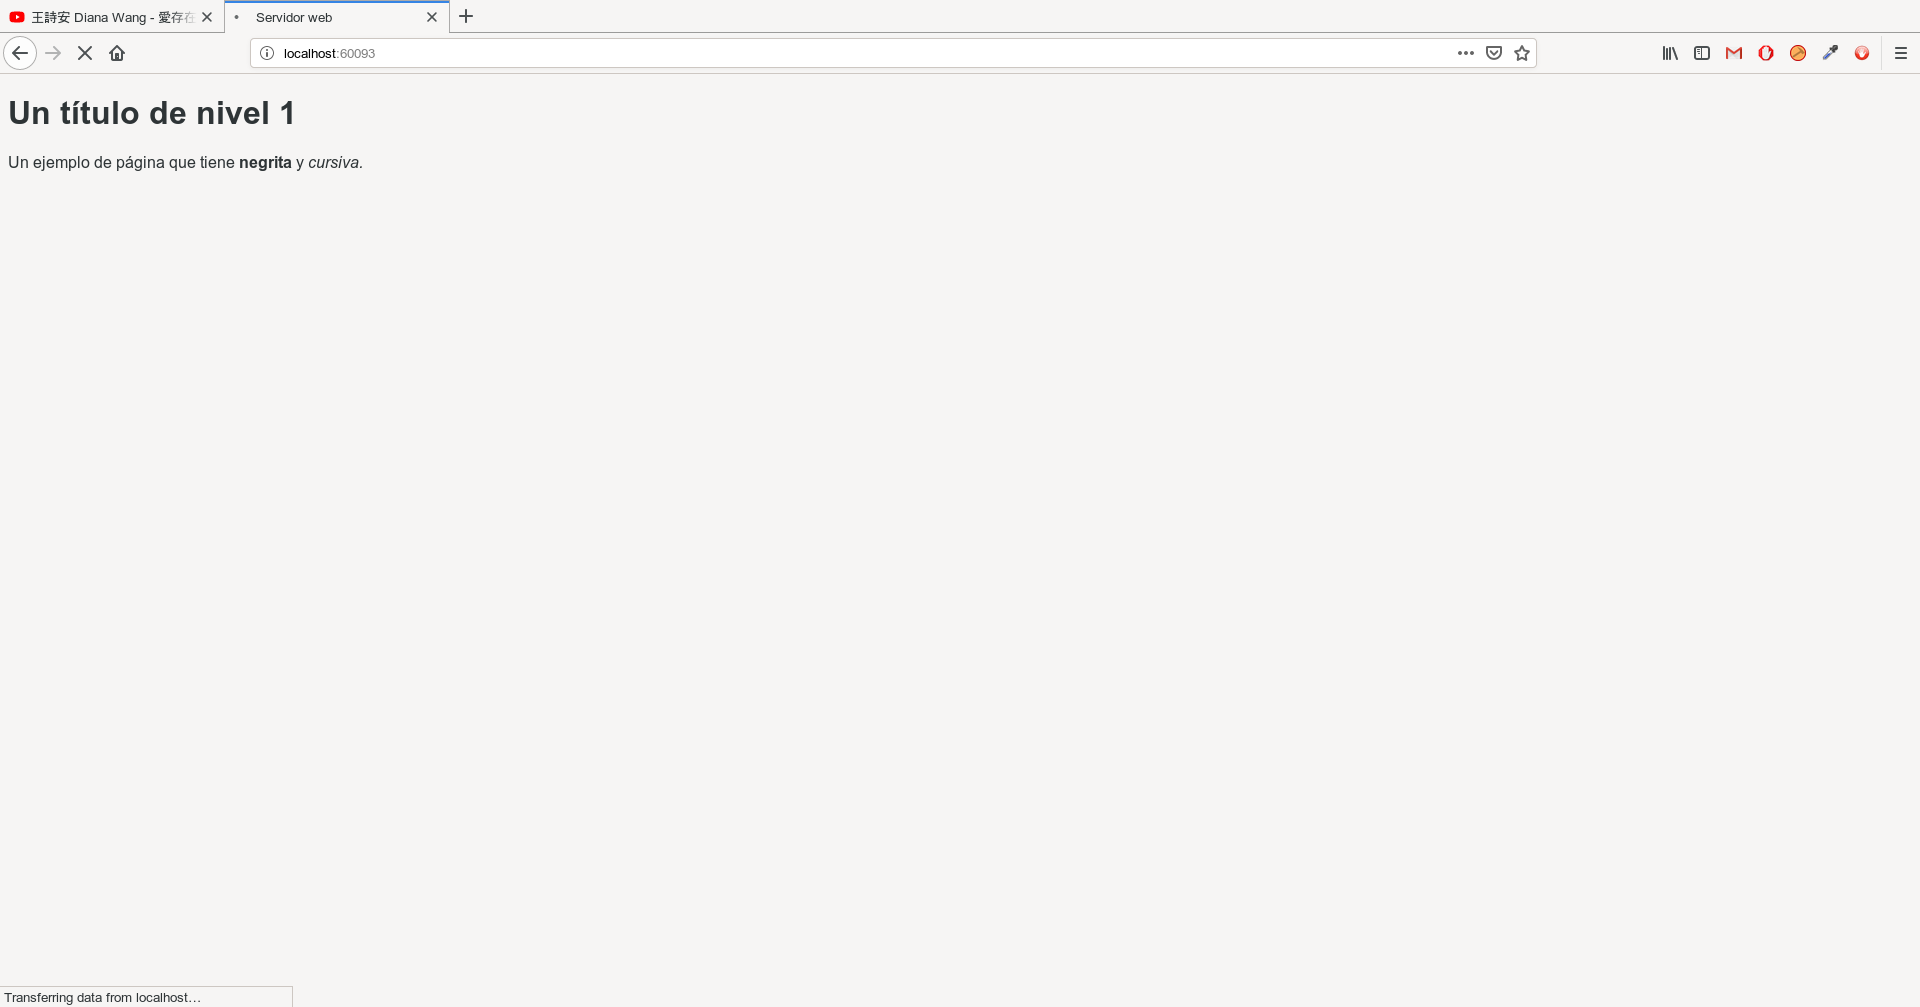 王詩安 Diana Wang - 愛存在
Servidor web
localhost:60093
Un título de nivel 1
Un ejemplo de página que tiene negrita y cursiva.
Transferring data from localhost…